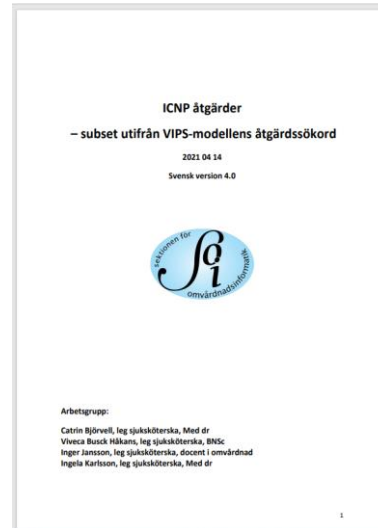 ICNP åtgärder
– subset utifrån VIPS-modellens åtgärdssökord
2021 04 14
Svensk version 4.0
sektionen för
Soi
omvårdnadsinformatik
Arbetsgrupp:
Catrin Björvell, leg sjuksköterska, Med dr
Viveca Busck Håkans, leg sjuksköterska, BNSc
Inger Jansson, leg sjuksköterska, docent i omvårdnad
Ingela Karlsson, leg sjuksköterska, Med dr
1